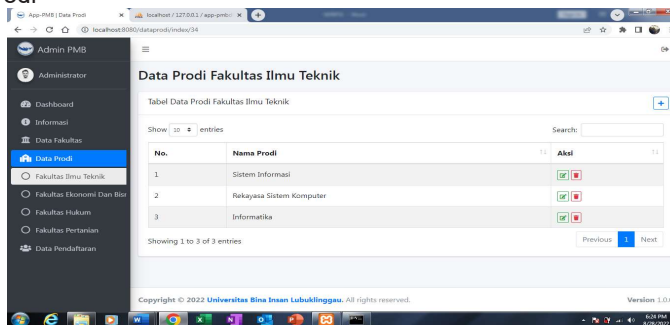 App-PMB | Data Prodi
localhost / 127.0.0.1 / app-pmb
localhost:8080/dataprodi/index/34
Admin PMB
Administrator
Dashboard
Informasi
Data Fakultas
Data Prodi
Fakultas Ilmu Teknik
Fakultas Ekonomi Dan Bisn
Fakultas Hukum
Fakultas Pertanian
Data Pendaftaran
Data Prodi Fakultas Ilmu Teknik
Tabel Data Prodi Fakultas Ilmu Teknik
Show 10 entries
Search:
No. Nama Prodi Aksi
1 Sistem Informasi
2 Rekayasa Sistem Komputer
3 Informatika
Showing 1 to 3 of 3 entries
Previous 1 Next
Copyright © 2022 Universitas Bina Insan Lubuklinggau. All rights reserved.
Version 1.0.
6:24 PM
8/28/2022